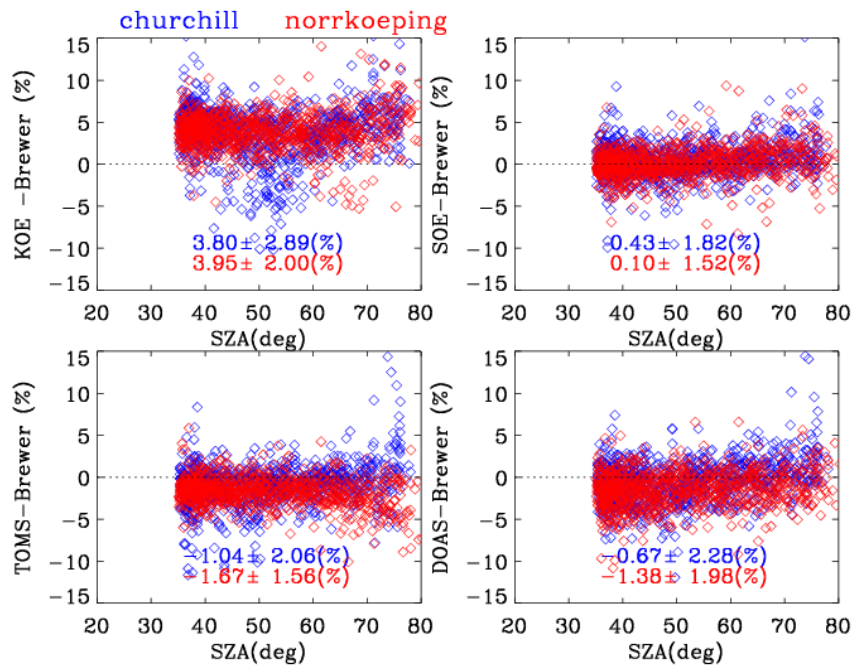 churchill norrkoeping
KOE -Brewer (%)
15
10
5
0
-5
-10
-15
3.80± 2.89(%)
3.95± 2.00(%)
20 30 40 50 60 70 80
SZA(deg)
SOE-Brewer (%)
15
10
5
0
-5
-10
-15
0.43± 1.82(%)
0.10± 1.52(%)
20 30 40 50 60 70 80
SZA(deg)
TOMS-Brewer (%)
15
10
5
0
-5
-10
-15
-1.04± 2.06(%)
-1.67± 1.56(%)
20 30 40 50 60 70 80
SZA(deg)
DOAS-Brewer (%)
15
10
5
0
-5
-10
-15
-0.67± 2.28(%)
-1.38± 1.98(%)
20 30 40 50 60 70 80
SZA(deg)